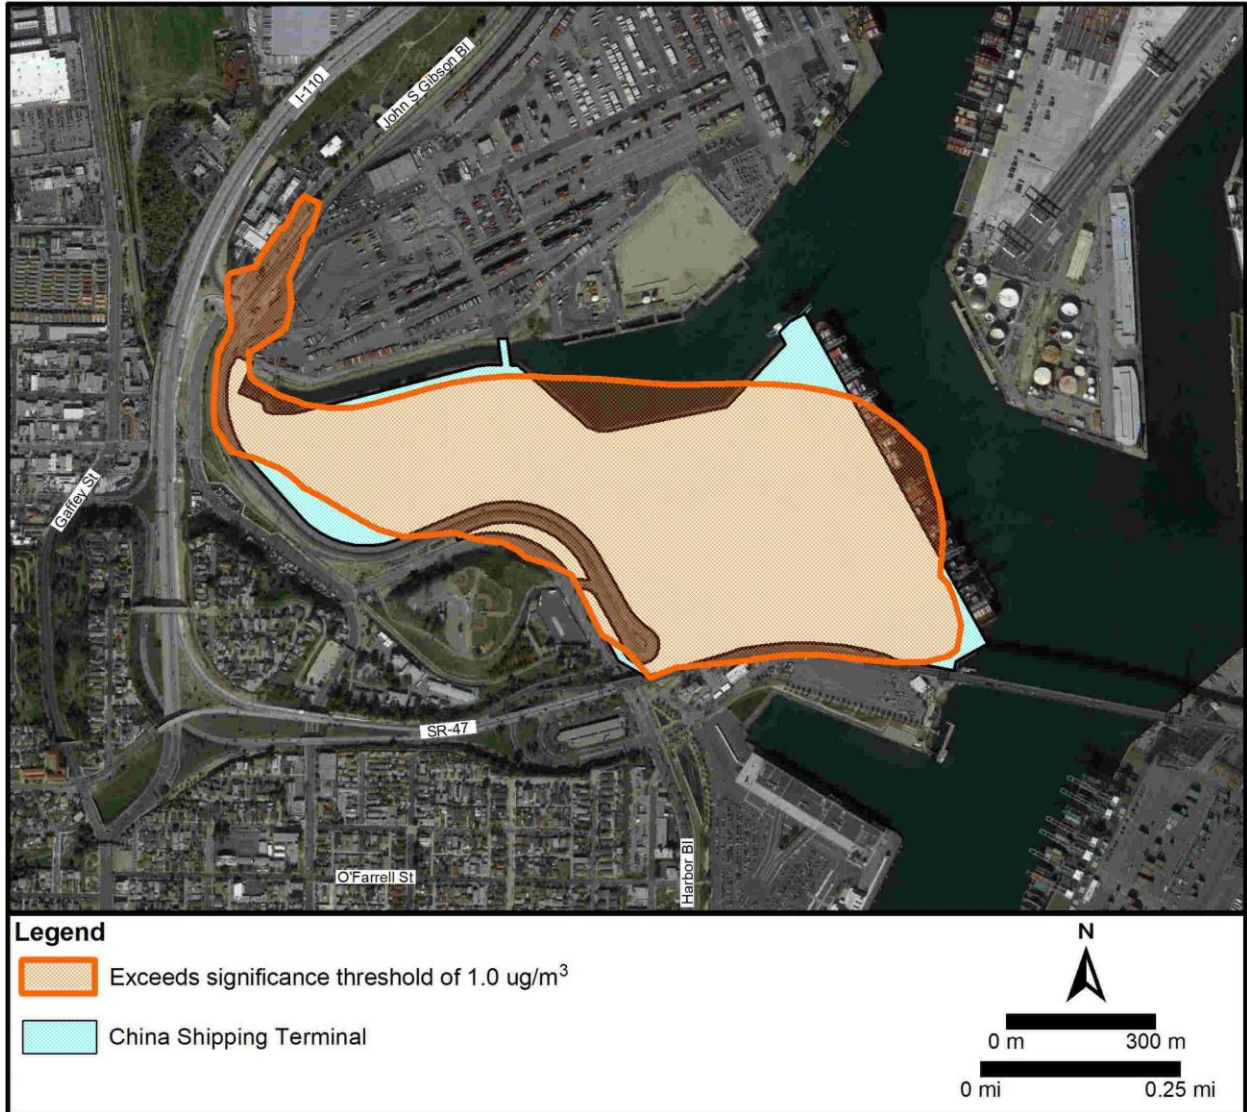 I-110
John S Gibson Bl
Gaffey St
SR-47
O'Farrell St
Harbor Bl
Legend
Exceeds significance threshold of 1.0 ug/m³
China Shipping Terminal
N
0 m 300 m
0 mi 0.25 mi